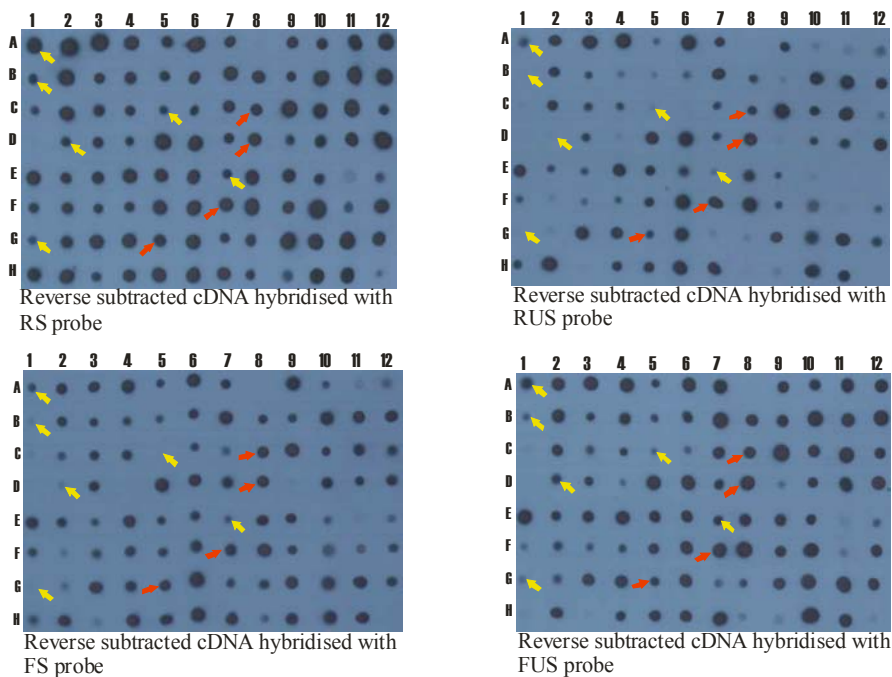 1 2 3 4 5 6 7 8 9 10 11 12
A
B
C
D
E
F
G
H
Reverse subtracted cDNA hybridised with
RS probe
1 2 3 4 5 6 7 8 9 10 11 12
A
B
C
D
E
F
G
H
Reverse subtracted cDNA hybridised with
RUS probe
1 2 3 4 5 6 7 8 9 10 11 12
A
B
C
D
E
F
G
H
Reverse subtracted cDNA hybridised with
FS probe
1 2 3 4 5 6 7 8 9 10 11 12
A
B
C
D
E
F
G
H
Reverse subtracted cDNA hybridised with
FUS probe